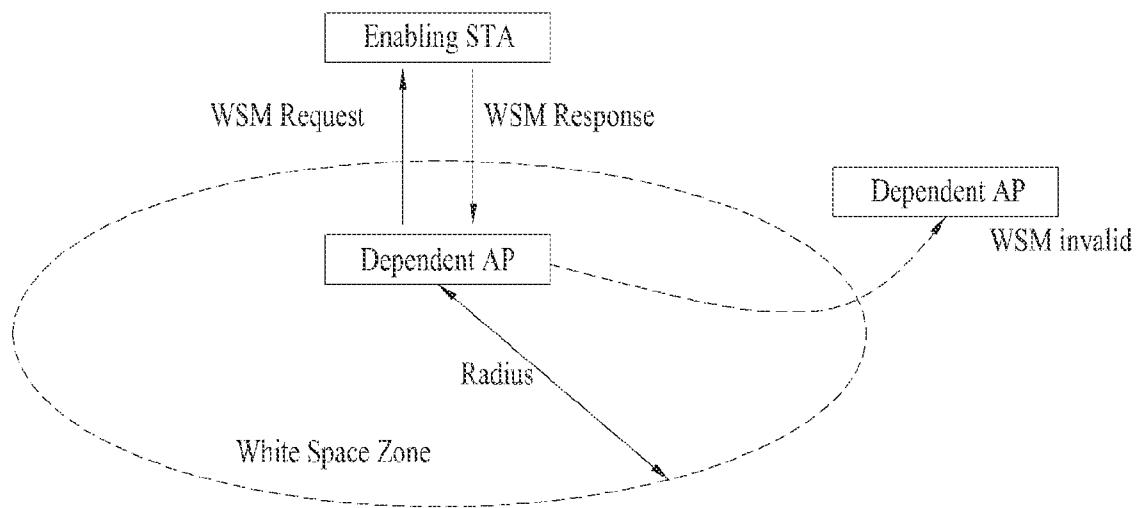 Enabling STA
WSM Request
WSM Response
Dependent AP
WSM invalid
Dependent AP
Radius
White Space Zone